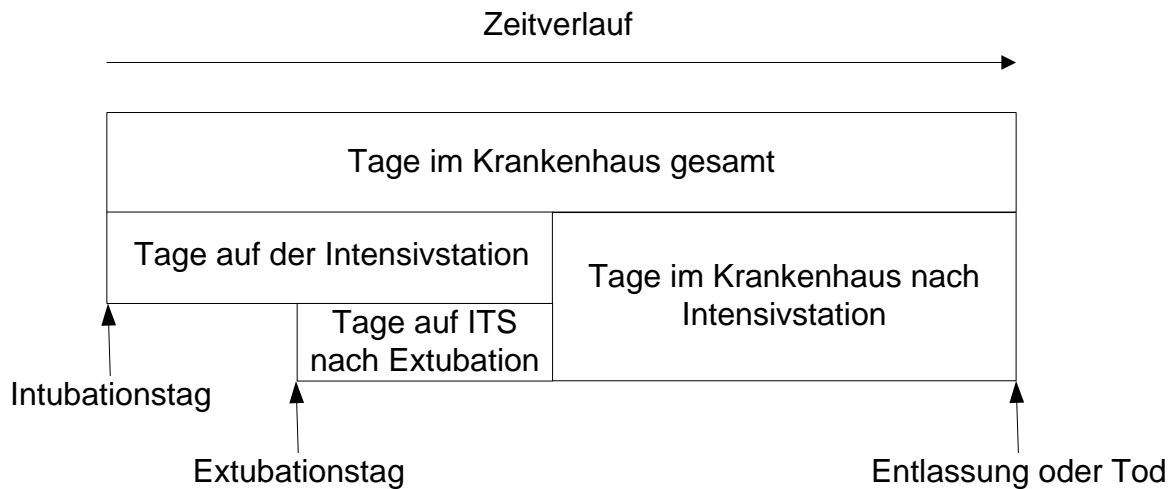 Zeitverlauf
Tage im Krankenhaus gesamt
Tage auf der Intensivstation
Tage im Krankenhaus nach
Intensivstation
Tage auf ITS
nach Extubation
Intubationstag
Extubationstag
Entlassung oder Tod